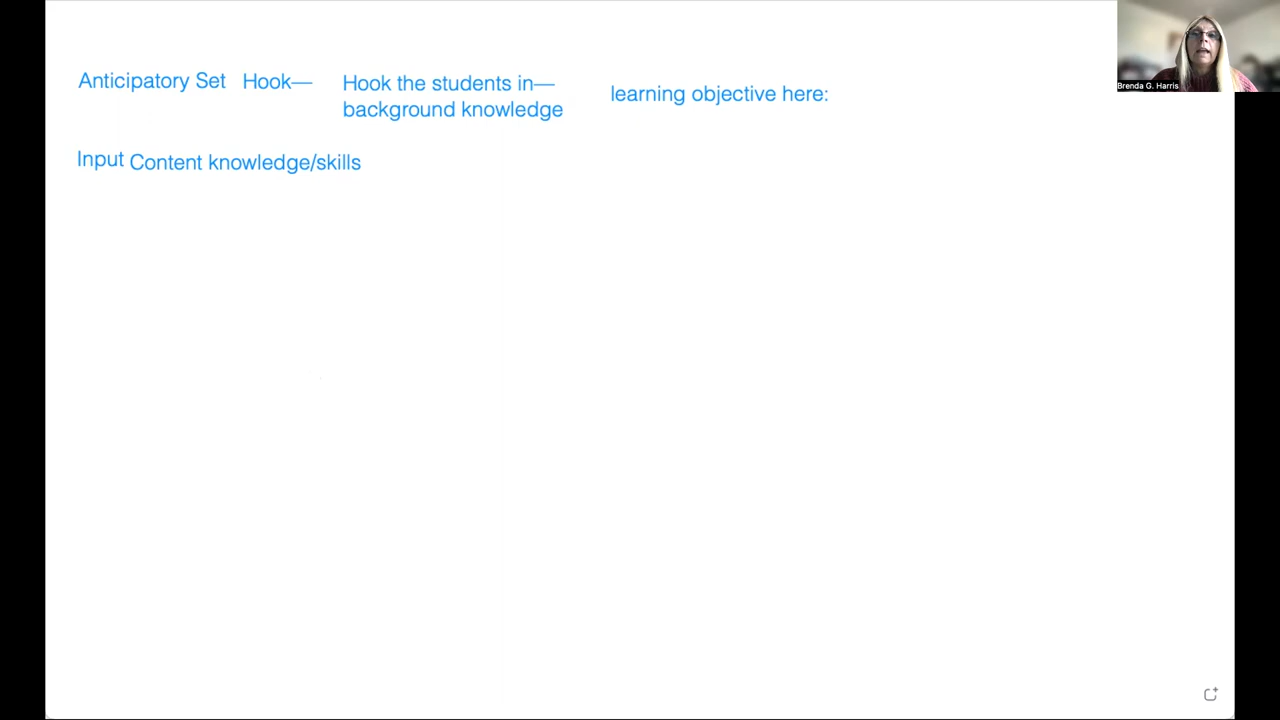 Anticipatory Set Hook— Hook the students in—
background knowledge
learning objective here:
Input Content knowledge/skills
Brenda G. Harris